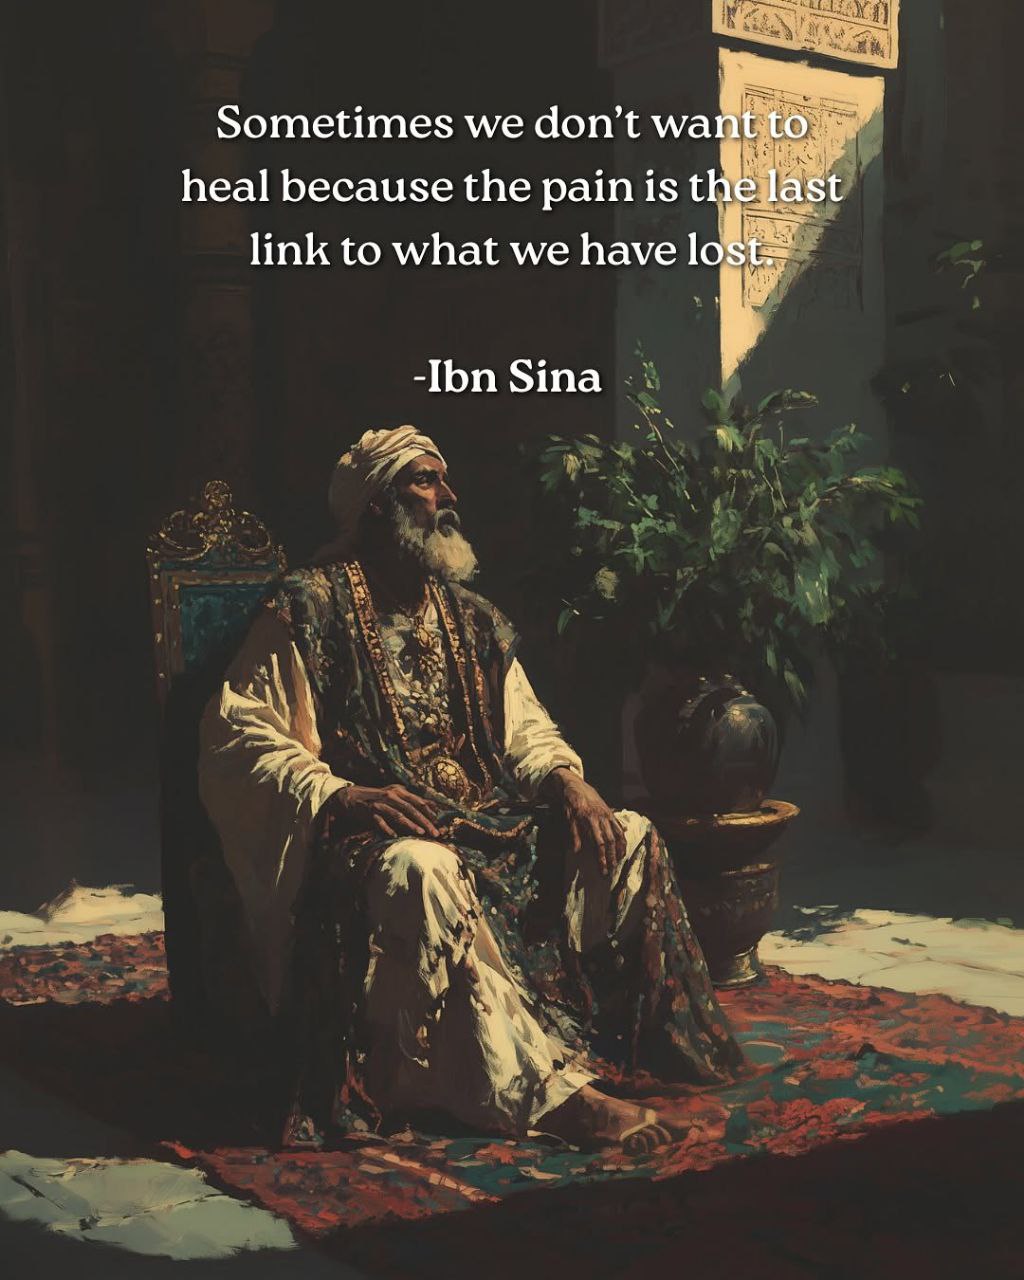 Sometimes we don’t want to
heal because the pain is the last
link to what we have lost.
-Ibn Sina